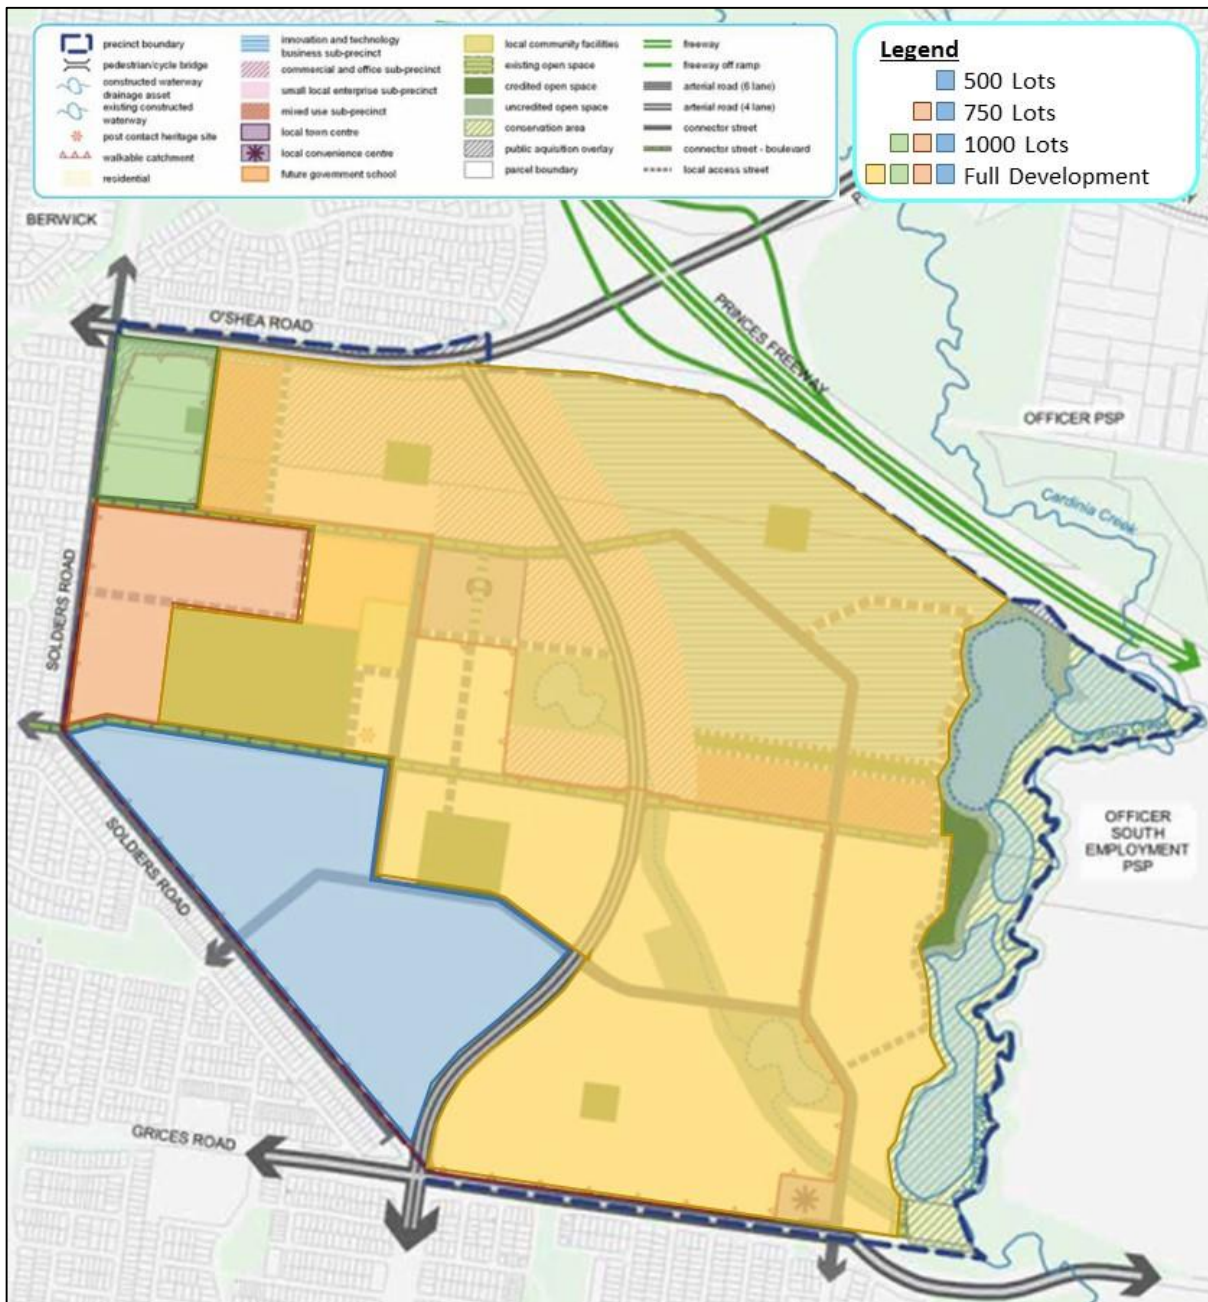 precinct boundary
pedestrian/cycle bridge
constructed waterway
drainage asset
existing constructed
waterway
post contact heritage site
walkable catchment
residential
innovation and technology
business sub-precinct
commercial and office sub-precinct
small local enterprise sub-precinct
mixed use sub-precinct
local town centre
local convenience centre
future government school
local community facilities
existing open space
credited open space
uncredited open space
conservation area
public aquisition overlay
parcel boundary
freeway
freeway off ramp
arterial road (6 lane)
arterial road (4 lane)
connector street
connector street - boulevard
local access street
Legend
500 Lots
750 Lots
1000 Lots
Full Development
BERWICK
O'SHEA ROAD
PRINCES FREEWAY
OFFICER PSP
Cardinia Creek
SOLDIERS ROAD
SOLDIERS ROAD
OFFICER
SOUTH
EMPLOYMENT
PSP
GRICES ROAD